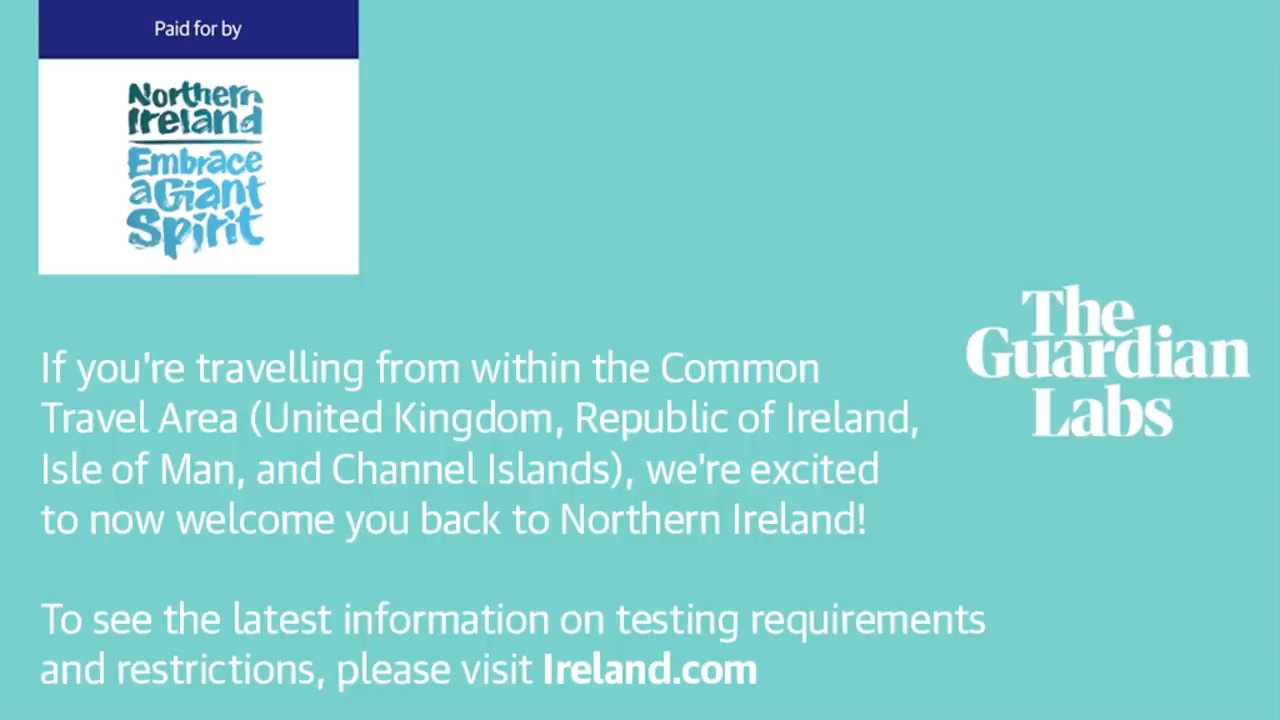 Paid for by
Northern
Ireland
Embrace
a Giant
Spirit
The
Guardian
Labs
If you're travelling from within the Common
Travel Area (United Kingdom, Republic of Ireland,
Isle of Man, and Channel Islands), we're excited
to now welcome you back to Northern Ireland!
To see the latest information on testing requirements
and restrictions, please visit Ireland.com